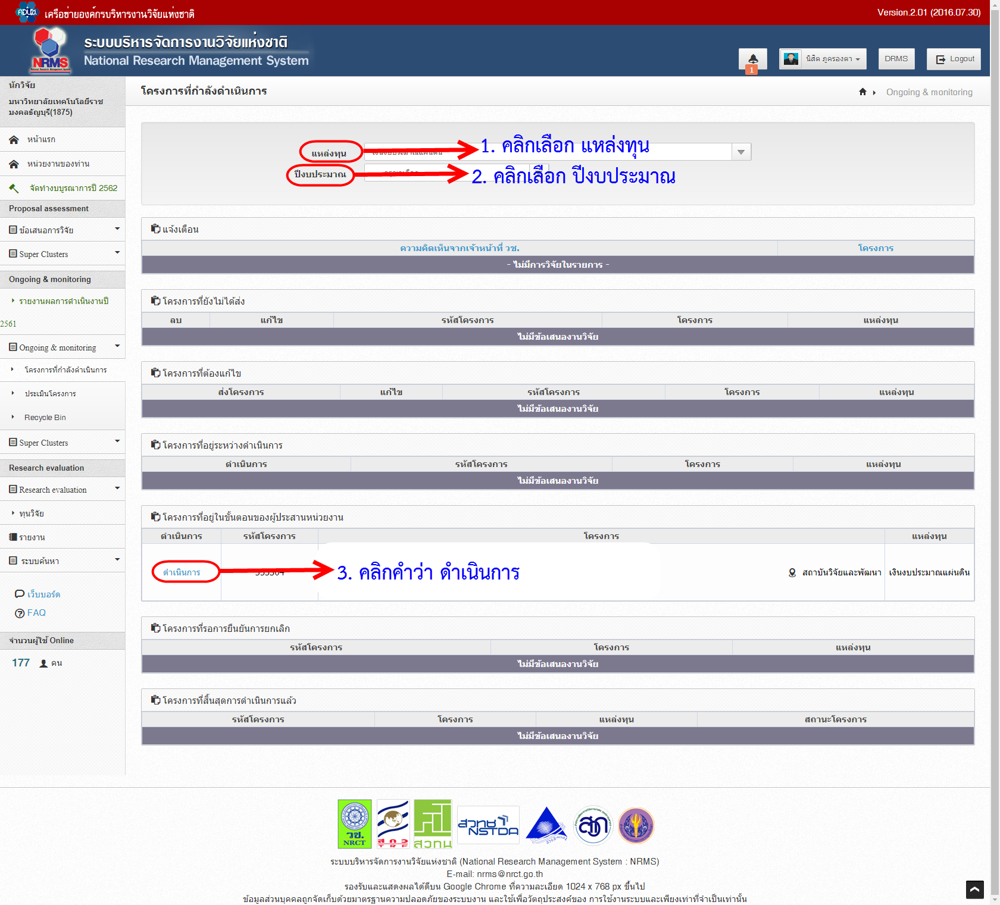 คอบช. เครือข่ายองค์กรบริหารงานวิจัยแห่งชาติ
Version.2.01 (2016.07.30)
NRMS
ระบบบริหารจัดการงานวิจัยแห่งชาติ
National Research Management System
1
นิสิต ภูครองตา
DRMS
Logout
นักวิจัย
มหาวิทยาลัยเทคโนโลยีราช
มงคลธัญบุรี(1875)
หน้าแรก
หน่วยงานของท่าน
จัดทำงบบูรณาการปี 2562
Proposal assessment
ข้อเสนอการวิจัย
Super Clusters
Ongoing & monitoring
รายงานผลการดำเนินงานปี
2561
Ongoing & monitoring
โครงการที่กำลังดำเนินการ
ประเมินโครงการ
Recycle Bin
Super Clusters
Research evaluation
Research evaluation
ทุนวิจัย
รายงาน
ระบบค้นหา
เว็บบอร์ด
FAQ
จำนวนผู้ใช้ Online
177 คน
โครงการที่กำลังดำเนินการ
Ongoing & monitoring
แหล่งทุน
1. คลิกเลือก แหล่งทุน
ปีงบประมาณ
2. คลิกเลือก ปีงบประมาณ
แจ้งเตือน
ความคิดเห็นจากเจ้าหน้าที่ วช. โครงการ
- ไม่มีการวิจัยในรายการ -
โครงการที่ยังไม่ได้ส่ง
ลบ แก้ไข รหัสโครงการ โครงการ แหล่งทุน
ไม่มีข้อเสนองานวิจัย
โครงการที่ต้องแก้ไข
ส่งโครงการ แก้ไข รหัสโครงการ โครงการ แหล่งทุน
ไม่มีข้อเสนองานวิจัย
โครงการที่อยู่ระหว่างดำเนินการ
ดำเนินการ รหัสโครงการ โครงการ แหล่งทุน
ไม่มีข้อเสนองานวิจัย
โครงการที่อยู่ในขั้นตอนของผู้ประสานหน่วยงาน
ดำเนินการ รหัสโครงการ โครงการ แหล่งทุน
ดำเนินการ 3. คลิกคำว่า ดำเนินการ สถาบันวิจัยและพัฒนา เงินงบประมาณแผ่นดิน
โครงการที่รอการยืนยันการยกเลิก
รหัสโครงการ โครงการ แหล่งทุน
ไม่มีข้อเสนองานวิจัย
โครงการที่สิ้นสุดการดำเนินการแล้ว
รหัสโครงการ โครงการ แหล่งทุน สถานะโครงการ
ไม่มีข้อเสนองานวิจัย
วช. NRCT
สกว TRF
สวทน
สวทช NSTDA
สวก
ระบบบริหารจัดการงานวิจัยแห่งชาติ (National Research Management System : NRMS)
E-mail: nrms@nrct.go.th
รองรับและแสดงผลได้ดีบน Google Chrome ที่ความละเอียด 1024 x 768 px ขึ้นไป
ข้อมูลส่วนบุคคลถูกจัดเก็บด้วยมาตรฐานความปลอดภัยของระบบงาน และใช้เพื่อวัตถุประสงค์ของ การใช้งานระบบและเพียงเท่าที่จำเป็นเท่านั้น